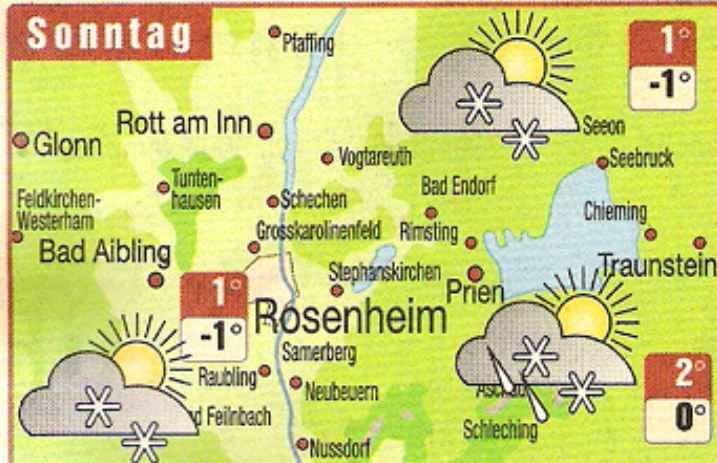 Sonntag
Pfaffing
1°
-1°
Rott am Inn
Seeon
Glonn
Vogtareuth
Seebruck
Tunten-
hausen
Bad Endorf
Feldkirchen-
Westerham
Schechen
Chieming
Grosskarolinenfeld
Rimsting
Bad Aibling
Traunstein
Stephanskirchen
Prien
1°
-1°
Rosenheim
Samerberg
Raubling
Neubeuern
2°
0°
Feilnbach
Schleching
Nussdorf